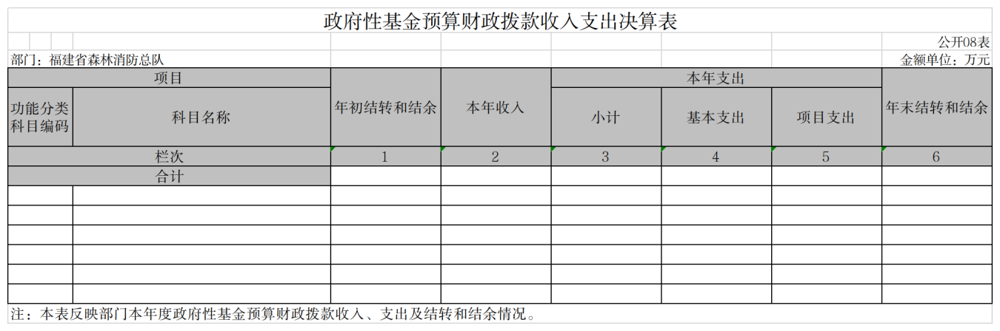 政府性基金预算财政拨款收入支出决算表
公开08表
部门：福建省森林消防总队
金额单位：万元
项目
年初结转和结余
本年收入
本年支出
年末结转和结余
功能分类
科目编码
科目名称
小计
基本支出
项目支出
栏次
1
2
3
4
5
6
合计
注：本表反映部门本年度政府性基金预算财政拨款收入、支出及结转和结余情况。